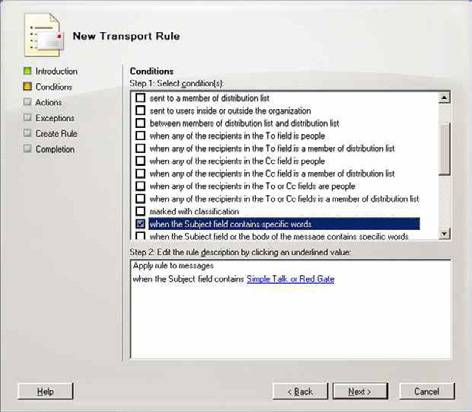 New Transport Rule
Introduction
Conditions
Actions
Exceptions
Create Rule
Completion
Conditions
Step 1: Select condition(s):
sent to a member of distribution list
sent to users inside or outside the organization
between members of distribution list and distribution list
when any of the recipients in the To field is people
when any of the recipients in the To field is a member of distribution list
when any of the recipients in the Cc field is people
when any of the recipients in the Cc field is a member of distribution list
when any of the recipients in the To or Cc fields are people
when any of the recipients in the To or Cc fields is a member of distribution list
marked with classification
when the Subject field contains specific words
when the Subject field or the body of the message contains specific words
Step 2: Edit the rule description by clicking an underlined value:
Apply rule to messages
when the Subject field contains Simple Talk or Red Gate
Help
< Back
Next >
Cancel